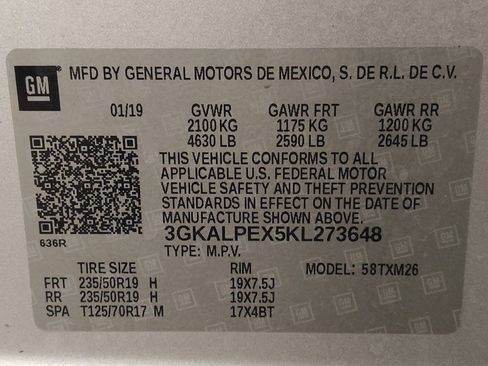 GM
MFD BY GENERAL MOTORS DE MEXICO, S. DE R.L. DE C.V.
01/19 GVWR GAWR FRT GAWR RR
2100 KG 1175 KG 1200 KG
4630 LB 2590 LB 2645 LB
THIS VEHICLE CONFORMS TO ALL
APPLICABLE U.S. FEDERAL MOTOR
VEHICLE SAFETY AND THEFT PREVENTION
STANDARDS IN EFFECT ON THE DATE OF
MANUFACTURE SHOWN ABOVE.
636R
3GKALPEX5KL273648
TYPE: M.P.V.
TIRE SIZE RIM MODEL: 58TXM26
FRT 235/50R19 H 19X7.5J
RR 235/50R19 H 19X7.5J
SPA T125/70R17 M 17X4BT